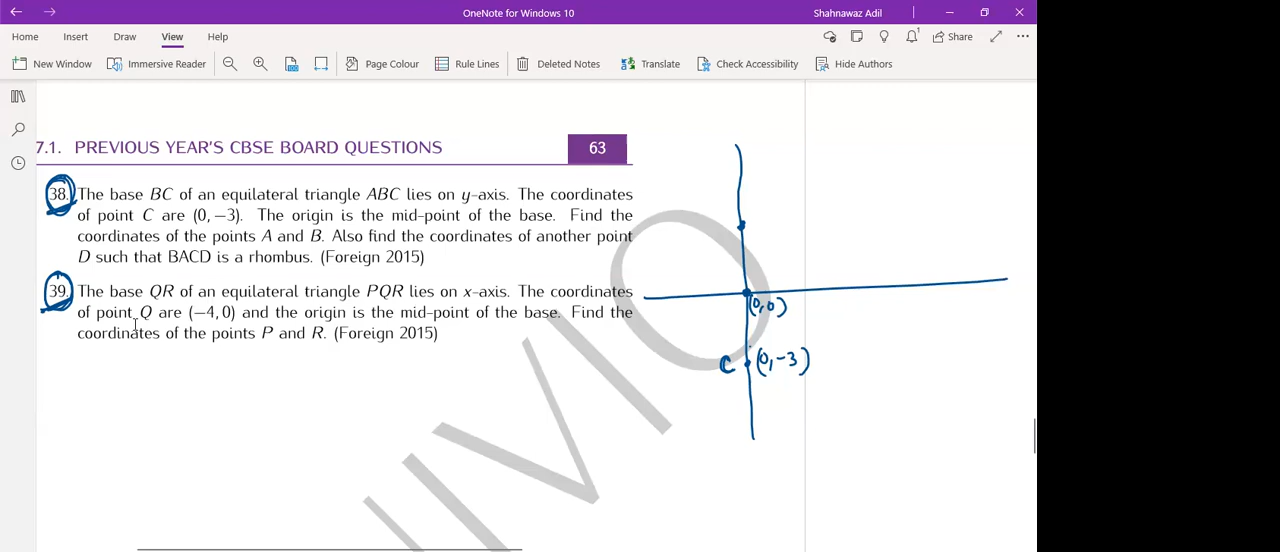 OneNote for Windows 10
Shahnawaz Adil
Home Insert Draw View Help
Share
New Window Immersive Reader Page Colour Rule Lines Deleted Notes Translate Check Accessibility Hide Authors
7.1. PREVIOUS YEAR'S CBSE BOARD QUESTIONS 63
38. The base BC of an equilateral triangle ABC lies on y-axis. The coordinates
of point C are (0, −3). The origin is the mid-point of the base. Find the
coordinates of the points A and B. Also find the coordinates of another point
D such that BACD is a rhombus. (Foreign 2015)
39. The base QR of an equilateral triangle PQR lies on x-axis. The coordinates
of point Q are (−4, 0) and the origin is the mid-point of the base. Find the
coordinates of the points P and R. (Foreign 2015)
(0,0)
C (0,-3)